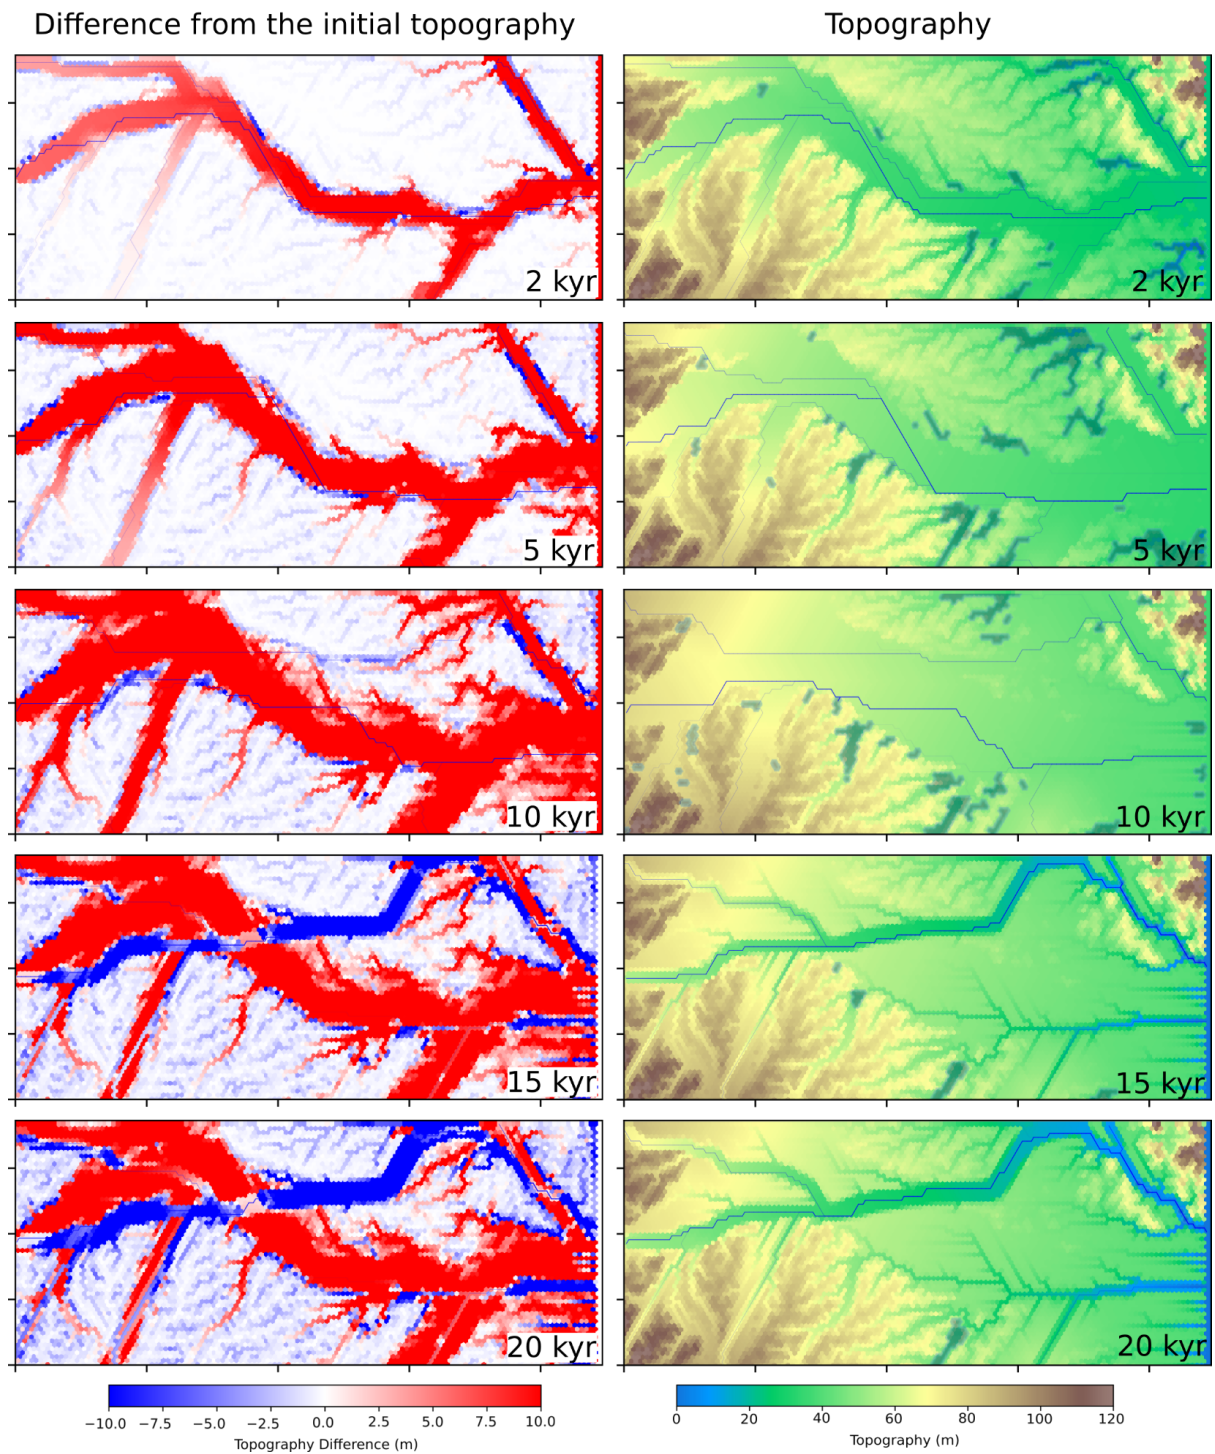 Difference from the initial topography
Topography
2 kyr
2 kyr
5 kyr
5 kyr
10 kyr
10 kyr
15 kyr
15 kyr
20 kyr
20 kyr
−10.0 −7.5 −5.0 −2.5 0.0 2.5 5.0 7.5 10.0
Topography Difference (m)
0 20 40 60 80 100 120
Topography (m)